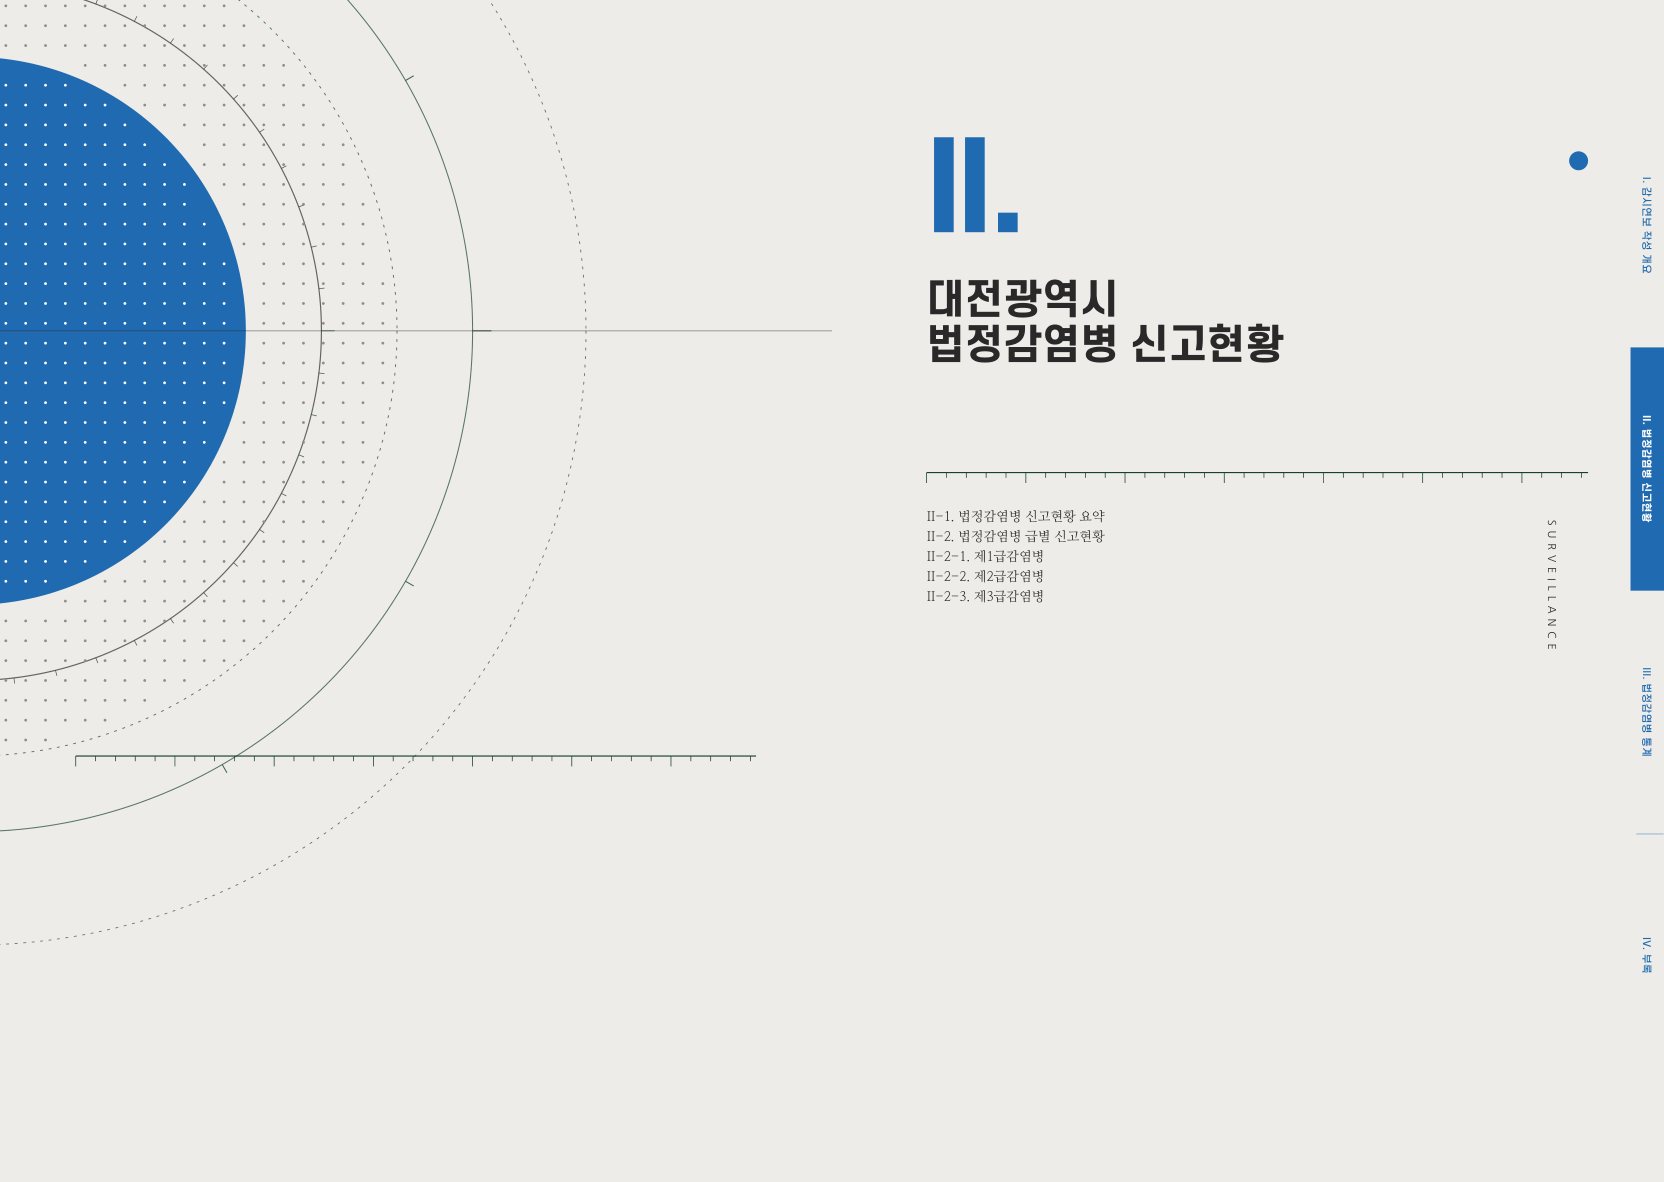 II.
대전광역시
법정감염병 신고현황
II-1. 법정감염병 신고현황 요약
II-2. 법정감염병 급별 신고현황
II-2-1. 제1급감염병
II-2-2. 제2급감염병
II-2-3. 제3급감염병
SURVEILLANCE
I. 감시연보 작성 개요
II. 법정감염병 신고현황
III. 법정감염병 통계
IV. 부록